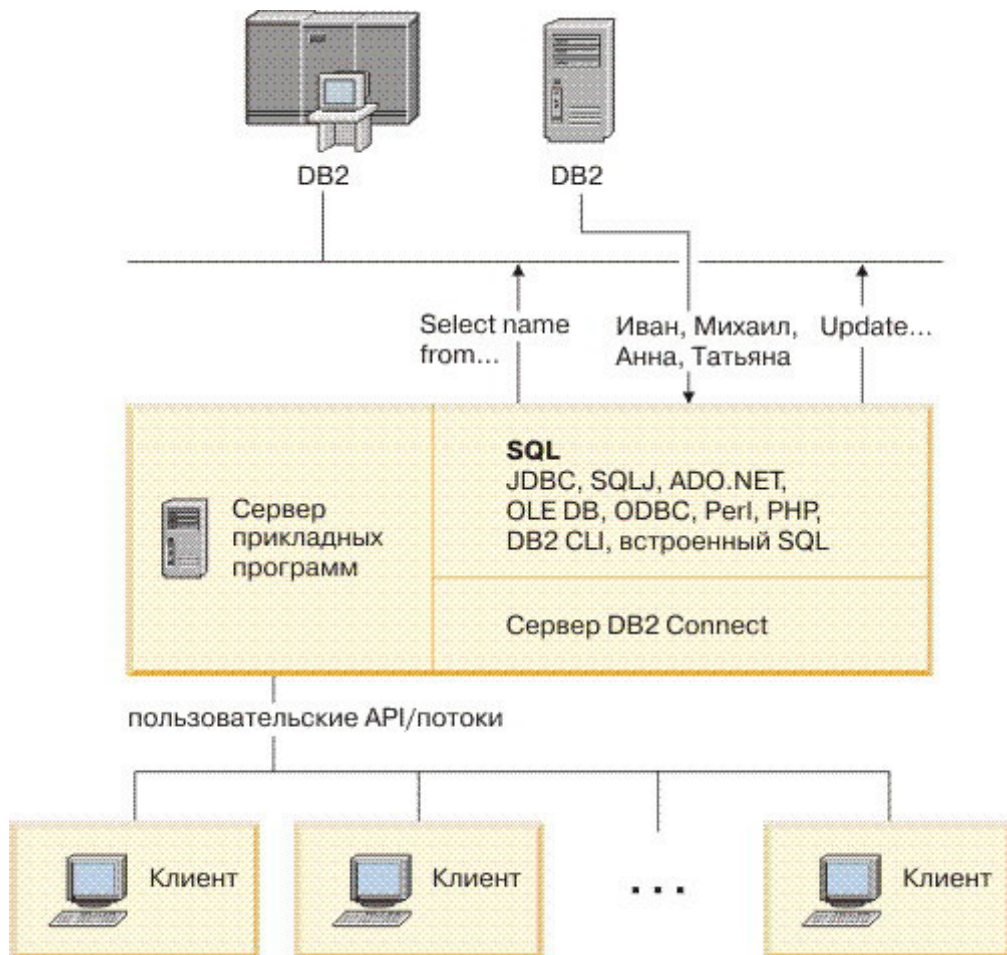 DB2
DB2
Select name
from...
Иван, Михаил,
Анна, Татьяна
Update...
Сервер
прикладных
программ
SQL
JDBC, SQLJ, ADO.NET,
OLE DB, ODBC, Perl, PHP,
DB2 CLI, встроенный SQL
Сервер DB2 Connect
пользовательские API/потоки
Клиент
Клиент
...
Клиент